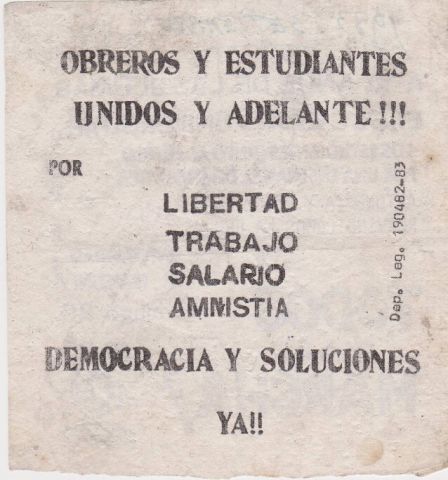 OBREROS Y ESTUDIANTES
UNIDOS Y ADELANTE!!!
POR
LIBERTAD
TRABAJO
SALARIO
AMNISTIA
DEMOCRACIA Y SOLUCIONES
YA!!
Dep. Leg. 190482-83